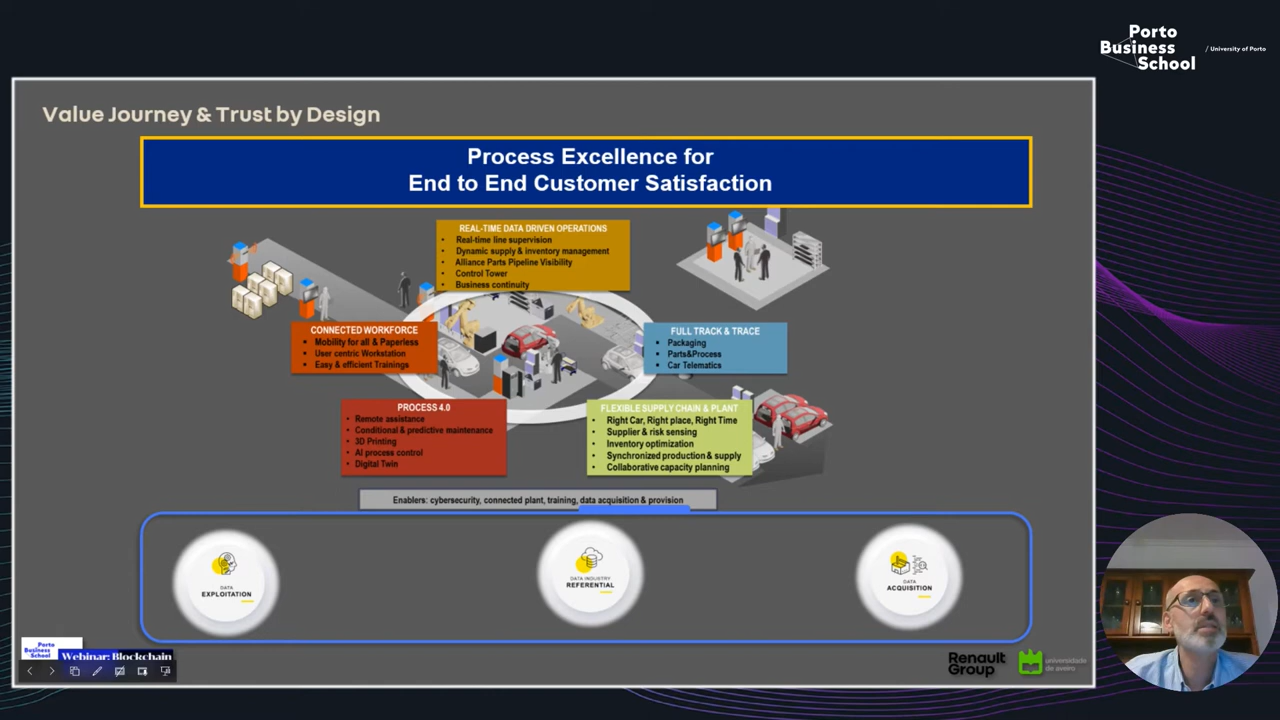 Porto
Business
School
/ University of Porto
Value Journey & Trust by Design
Process Excellence for
End to End Customer Satisfaction
REAL-TIME DATA DRIVEN OPERATIONS
• Real-time line supervision
• Dynamic supply & inventory management
• Alliance Parts Pipeline Visibility
• Control Tower
• Business continuity
CONNECTED WORKFORCE
• Mobility for all & Paperless
• User centric Workstation
• Easy & efficient Trainings
FULL TRACK & TRACE
• Packaging
• Parts&Process
• Car Telematics
PROCESS 4.0
• Remote assistance
• Conditional & predictive maintenance
• 3D Printing
• AI process control
• Digital Twin
FLEXIBLE SUPPLY CHAIN & PLANT
• Right Car, Right place, Right Time
• Supplier & risk sensing
• Inventory optimization
• Synchronized production & supply
• Collaborative capacity planning
Enablers: cybersecurity, connected plant, training, data acquisition & provision
DATA
EXPLOITATION
DATA INDUSTRY
REFERENTIAL
DATA
ACQUISITION
Porto
Business
School
Webinar: Blockchain
Renault
Group
universidade
de aveiro